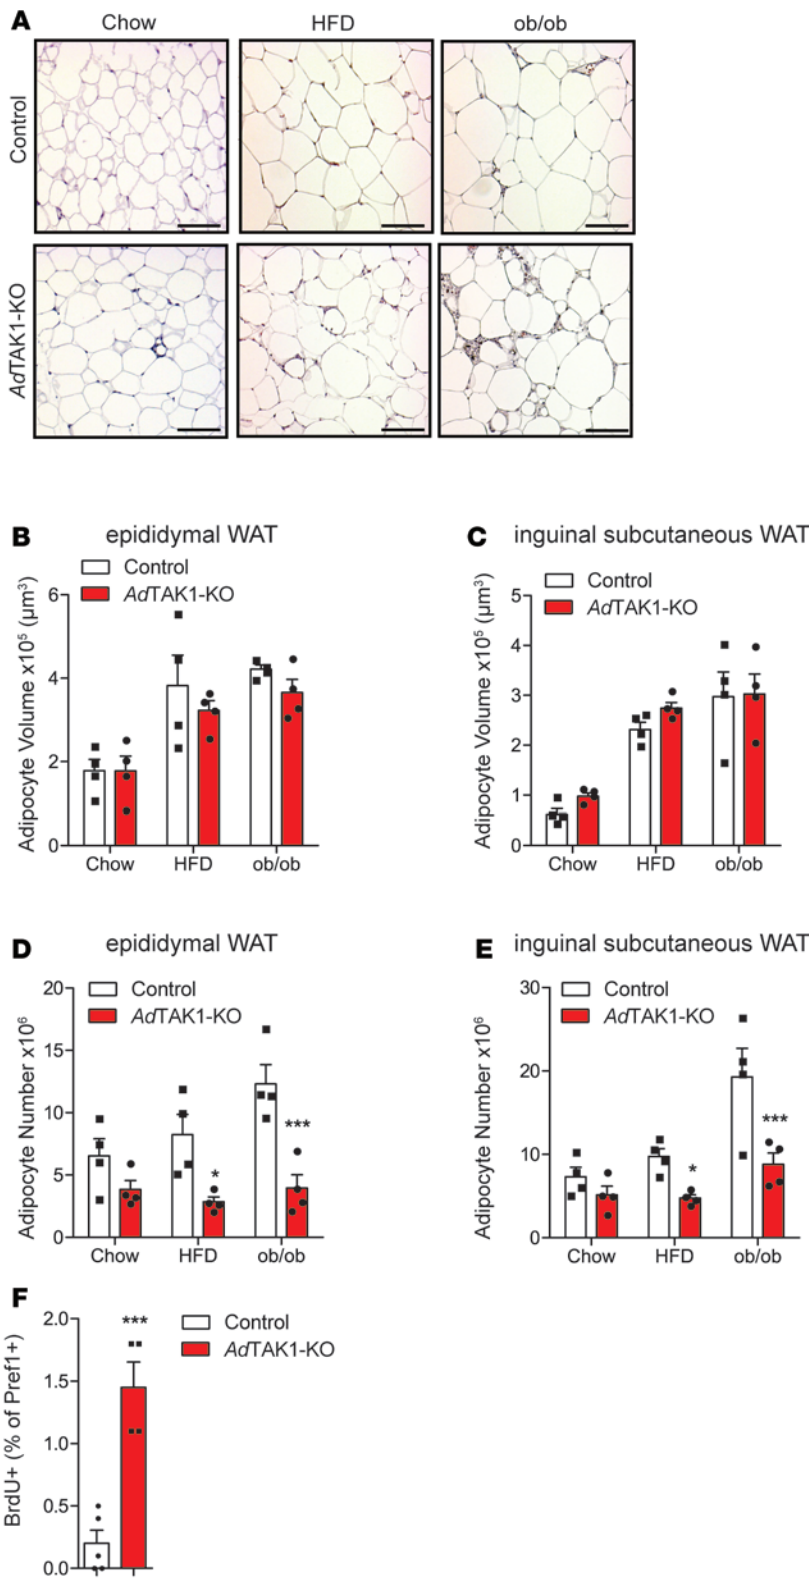 A
Chow HFD ob/ob
Control
AdTAK1-KO
B epididymal WAT
Control
AdTAK1-KO
Adipocyte Volume x10⁵ (µm³)
6
4
2
0
Chow HFD ob/ob
C inguinal subcutaneous WAT
Control
AdTAK1-KO
Adipocyte Volume x10⁵ (µm³)
5
4
3
2
1
0
Chow HFD ob/ob
D epididymal WAT
Control
AdTAK1-KO
Adipocyte Number x10⁶
20
15
10
5
0
*
***
Chow HFD ob/ob
E inguinal subcutaneous WAT
Control
AdTAK1-KO
Adipocyte Number x10⁶
30
20
10
0
*
***
Chow HFD ob/ob
F
Control
AdTAK1-KO
BrdU+ (% of Pref1+)
2.0
1.5
1.0
0.5
0.0
***